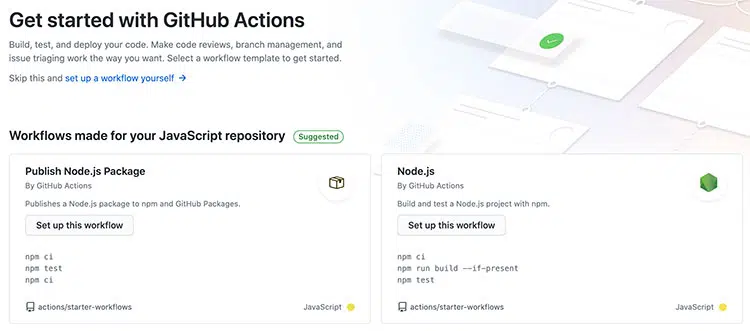 Get started with GitHub Actions
Build, test, and deploy your code. Make code reviews, branch management, and
issue triaging work the way you want. Select a workflow template to get started.
Skip this and set up a workflow yourself →
Workflows made for your JavaScript repository Suggested
Publish Node.js Package
By GitHub Actions
Publishes a Node.js package to npm and GitHub Packages.
Set up this workflow
npm ci
npm test
npm ci
actions/starter-workflows JavaScript
Node.js
By GitHub Actions
Build and test a Node.js project with npm.
Set up this workflow
npm ci
npm run build --if-present
npm test
actions/starter-workflows JavaScript